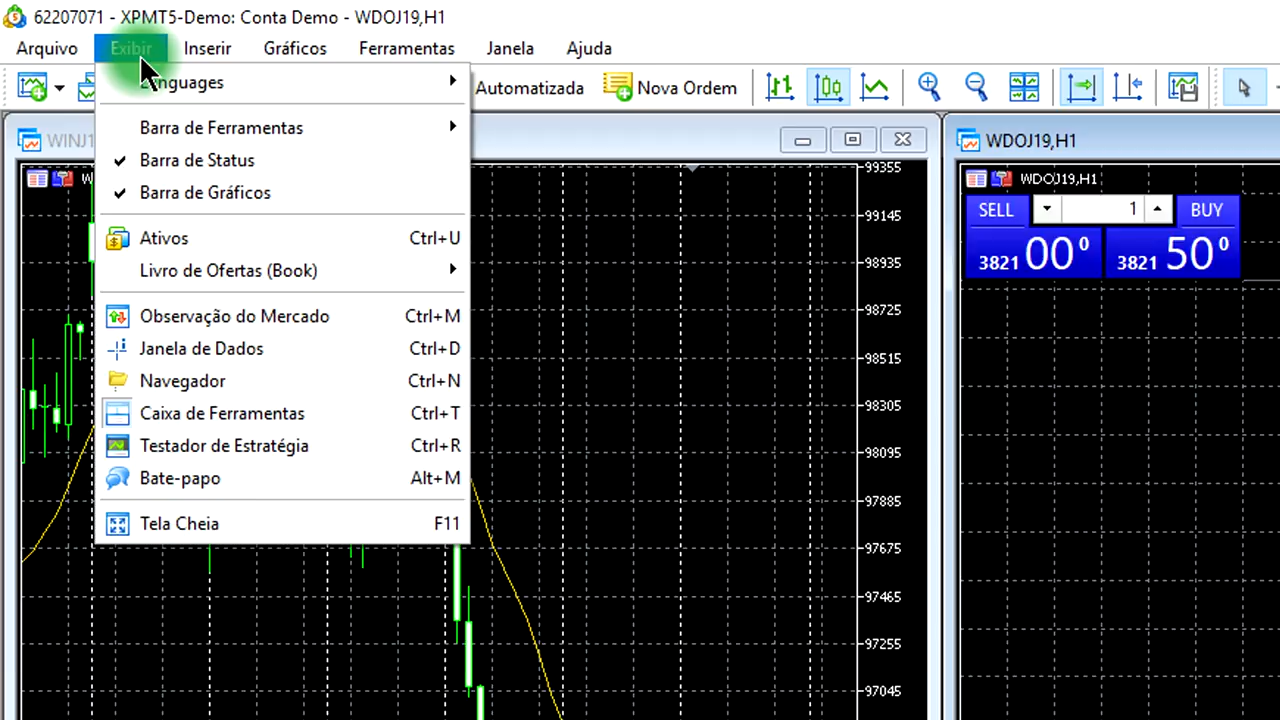 62207071 - XPMT5-Demo: Conta Demo - WDOJ19,H1
Arquivo Exibir Inserir Gráficos Ferramentas Janela Ajuda
Automatizada Nova Ordem
Languages
Barra de Ferramentas
Barra de Status
Barra de Gráficos
Ativos Ctrl+U
Livro de Ofertas (Book)
Observação do Mercado Ctrl+M
Janela de Dados Ctrl+D
Navegador Ctrl+N
Caixa de Ferramentas Ctrl+T
Testador de Estratégia Ctrl+R
Bate-papo Alt+M
Tela Cheia F11
WINJ1
W
99355
99145
98935
98725
98515
98305
98095
97885
97675
97465
97255
97045
WDOJ19,H1
WDOJ19,H1
SELL 1 BUY
3821 00 0 3821 50 0